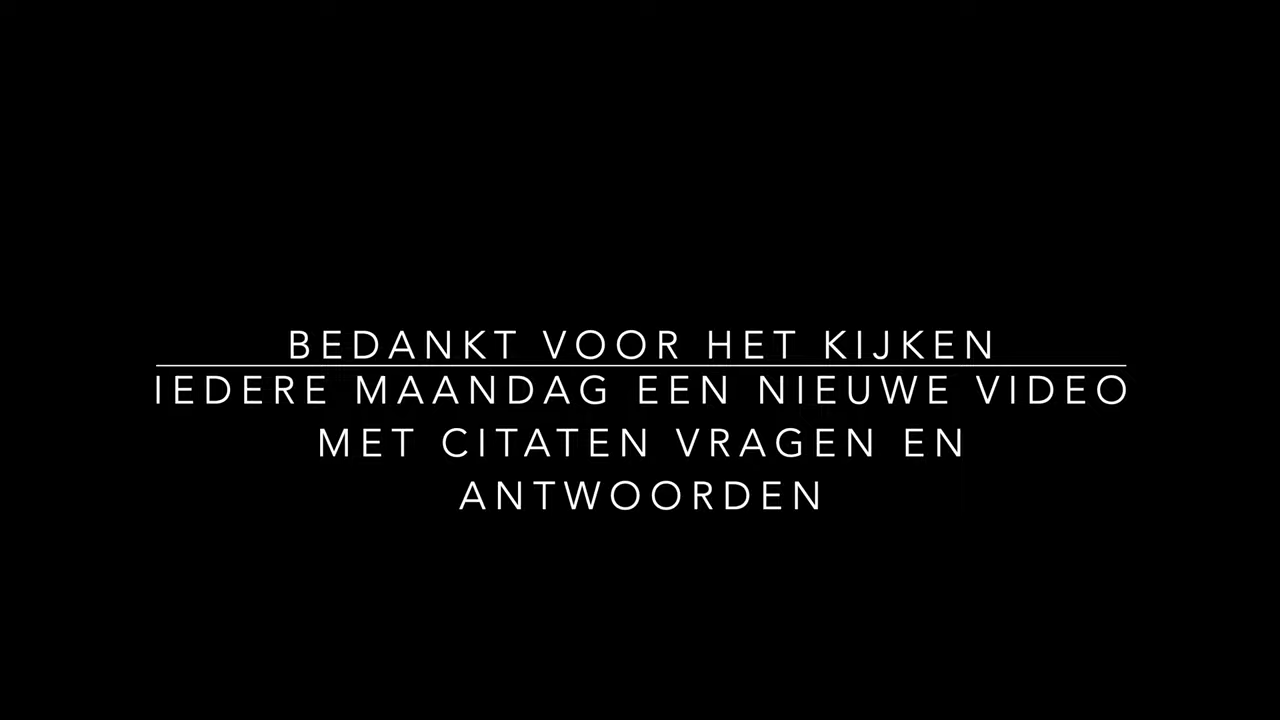 BEDANKT VOOR HET KIJKEN
IEDERE MAANDAG EEN NIEUWE VIDEO
MET CITATEN VRAGEN EN
ANTWOORDEN